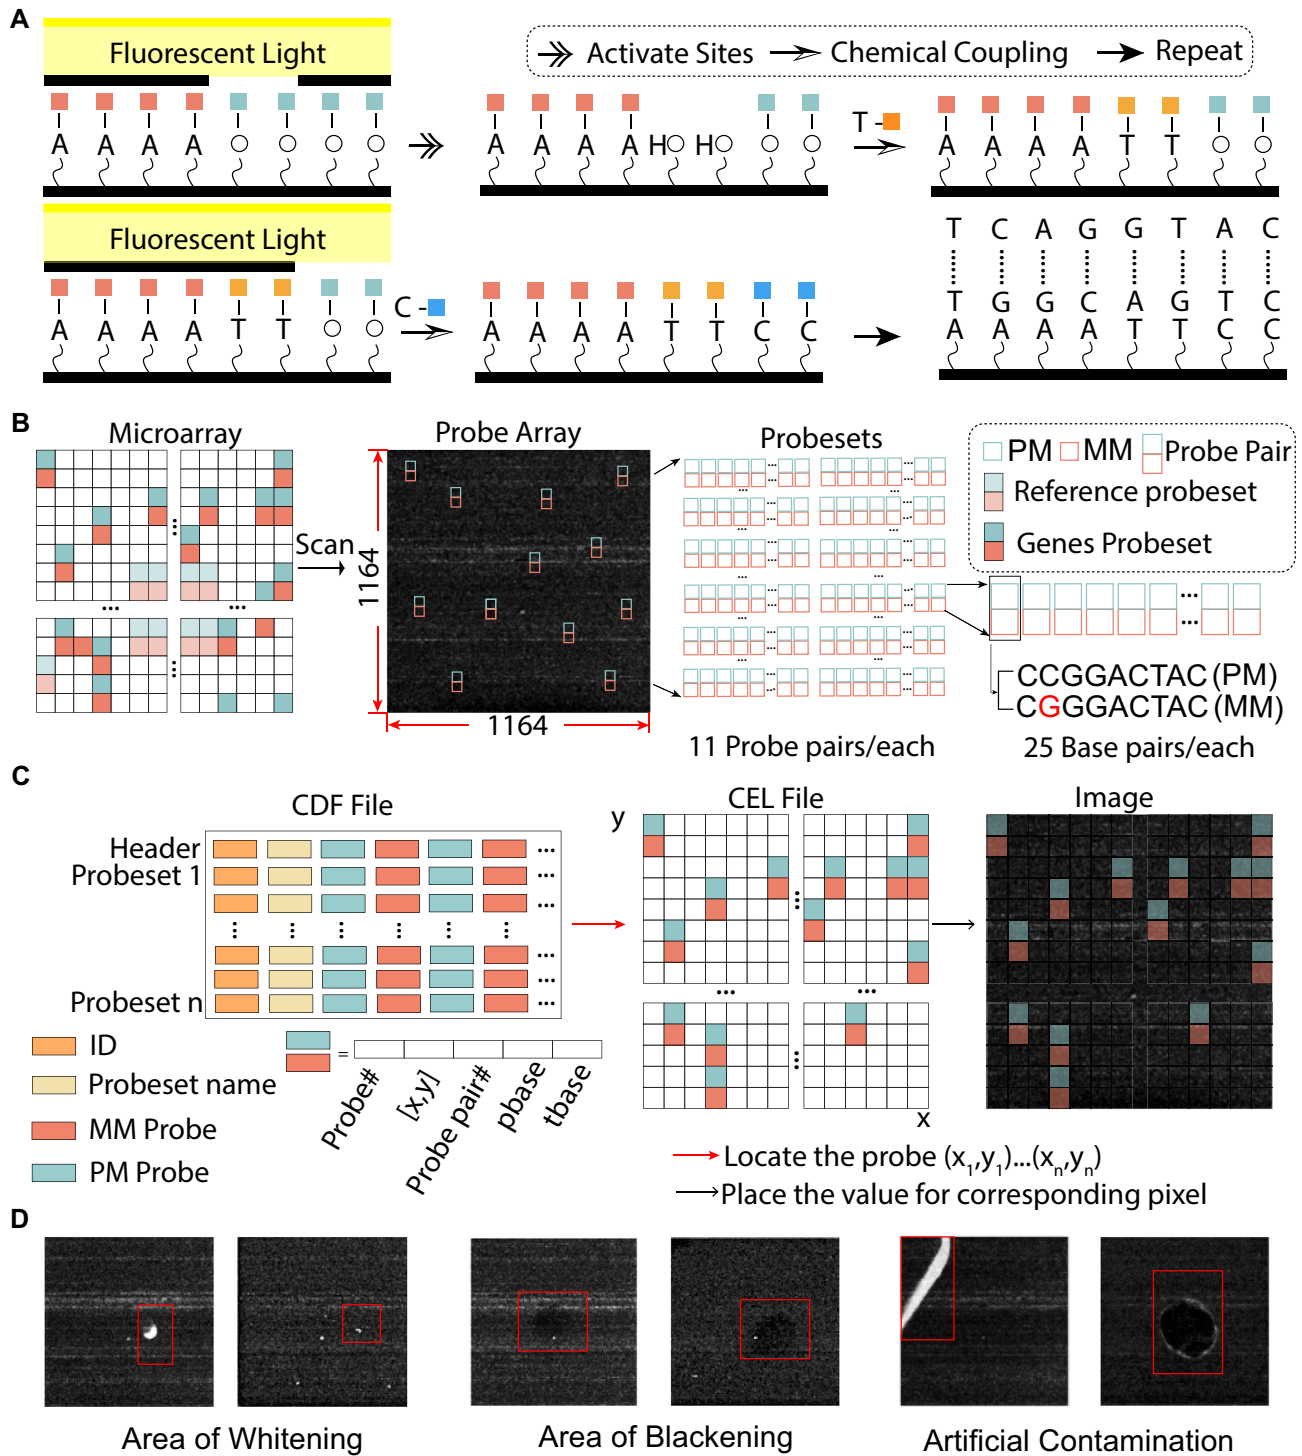 A
Fluorescent Light
Activate Sites Chemical Coupling Repeat
A A A A
A A A A H H
T -
A A A A T T
Fluorescent Light
A A A A T T
C -
A A A A T T C C
T C A G G T A C
T G G C A G T C
A A A A T T C C
B
Microarray
Scan
Probe Array
1164
1164
Probesets
... ...
11 Probe pairs/each
PM MM Probe Pair
Reference probeset
Genes Probeset
CCGGACTAC (PM)
CGGGACTAC (MM)
25 Base pairs/each
C
CDF File
Header
Probeset 1
Probeset n
ID
Probeset name
MM Probe
PM Probe
=
Probe#
[x,y]
Probe pair#
pbase
tbase
CEL File
y
x
Image
Locate the probe (x1,y1)...(xn,yn)
Place the value for corresponding pixel
D
Area of Whitening
Area of Blackening
Artificial Contamination